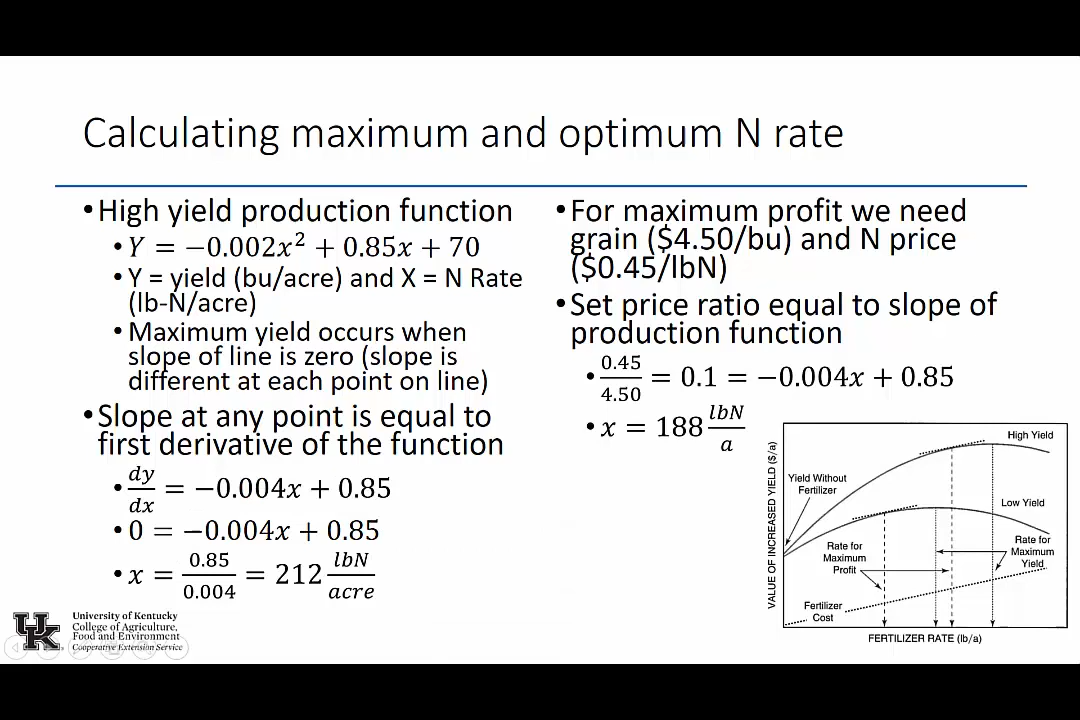 Calculating maximum and optimum N rate
•High yield production function
•Y = −0.002x² + 0.85x + 70
•Y = yield (bu/acre) and X = N Rate
(lb-N/acre)
•Maximum yield occurs when
slope of line is zero (slope is
different at each point on line)
•Slope at any point is equal to
first derivative of the function
•dy/dx = −0.004x + 0.85
•0 = −0.004x + 0.85
•x = 0.85/0.004 = 212 lbN/acre
•For maximum profit we need
grain ($4.50/bu) and N price
($0.45/lbN)
•Set price ratio equal to slope of
production function
•0.45/4.50 = 0.1 = −0.004x + 0.85
•x = 188 lbN/a
VALUE OF INCREASED YIELD ($/a)
High Yield
Yield Without
Fertilizer
Low Yield
Rate for
Maximum
Profit
Rate for
Maximum
Yield
Fertilizer
Cost
FERTILIZER RATE (lb/a)
UK
University of Kentucky
College of Agriculture,
Food and Environment
Cooperative Extension Service